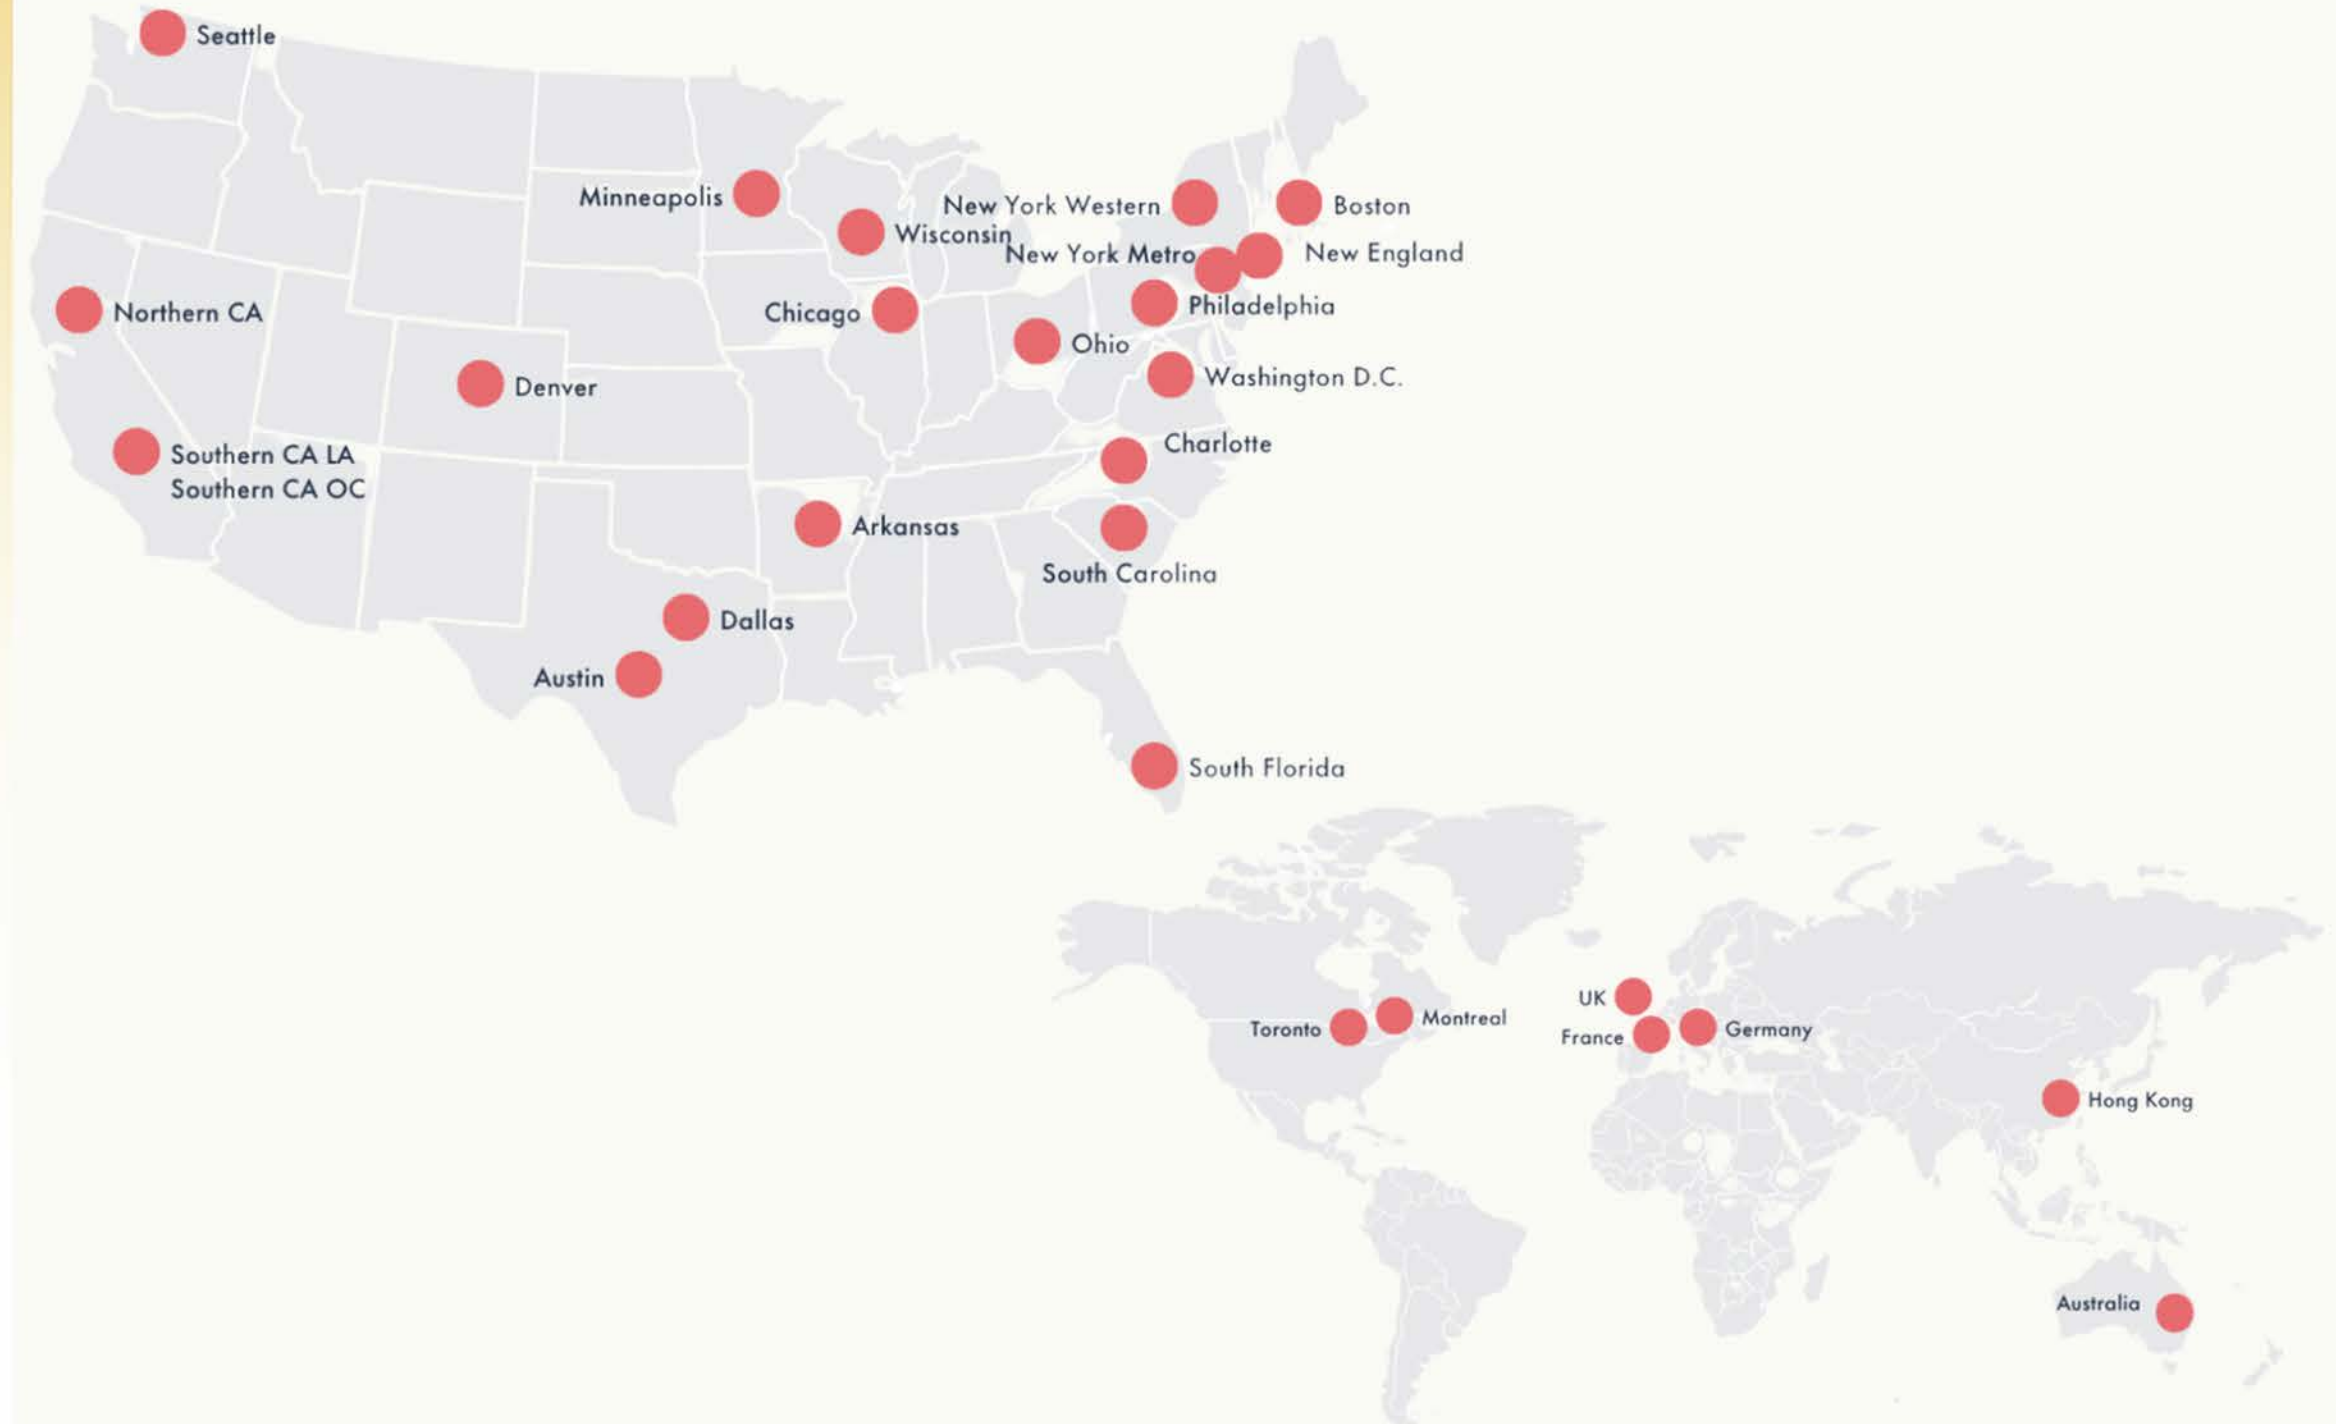 Seattle
Minneapolis
New York Western
Boston
Wisconsin
New York Metro
New England
Northern CA
Chicago
Philadelphia
Ohio
Washington D.C.
Denver
Charlotte
Southern CA LA
Southern CA OC
Arkansas
South Carolina
Dallas
Austin
South Florida
UK
Toronto
Montreal
France
Germany
Hong Kong
Australia